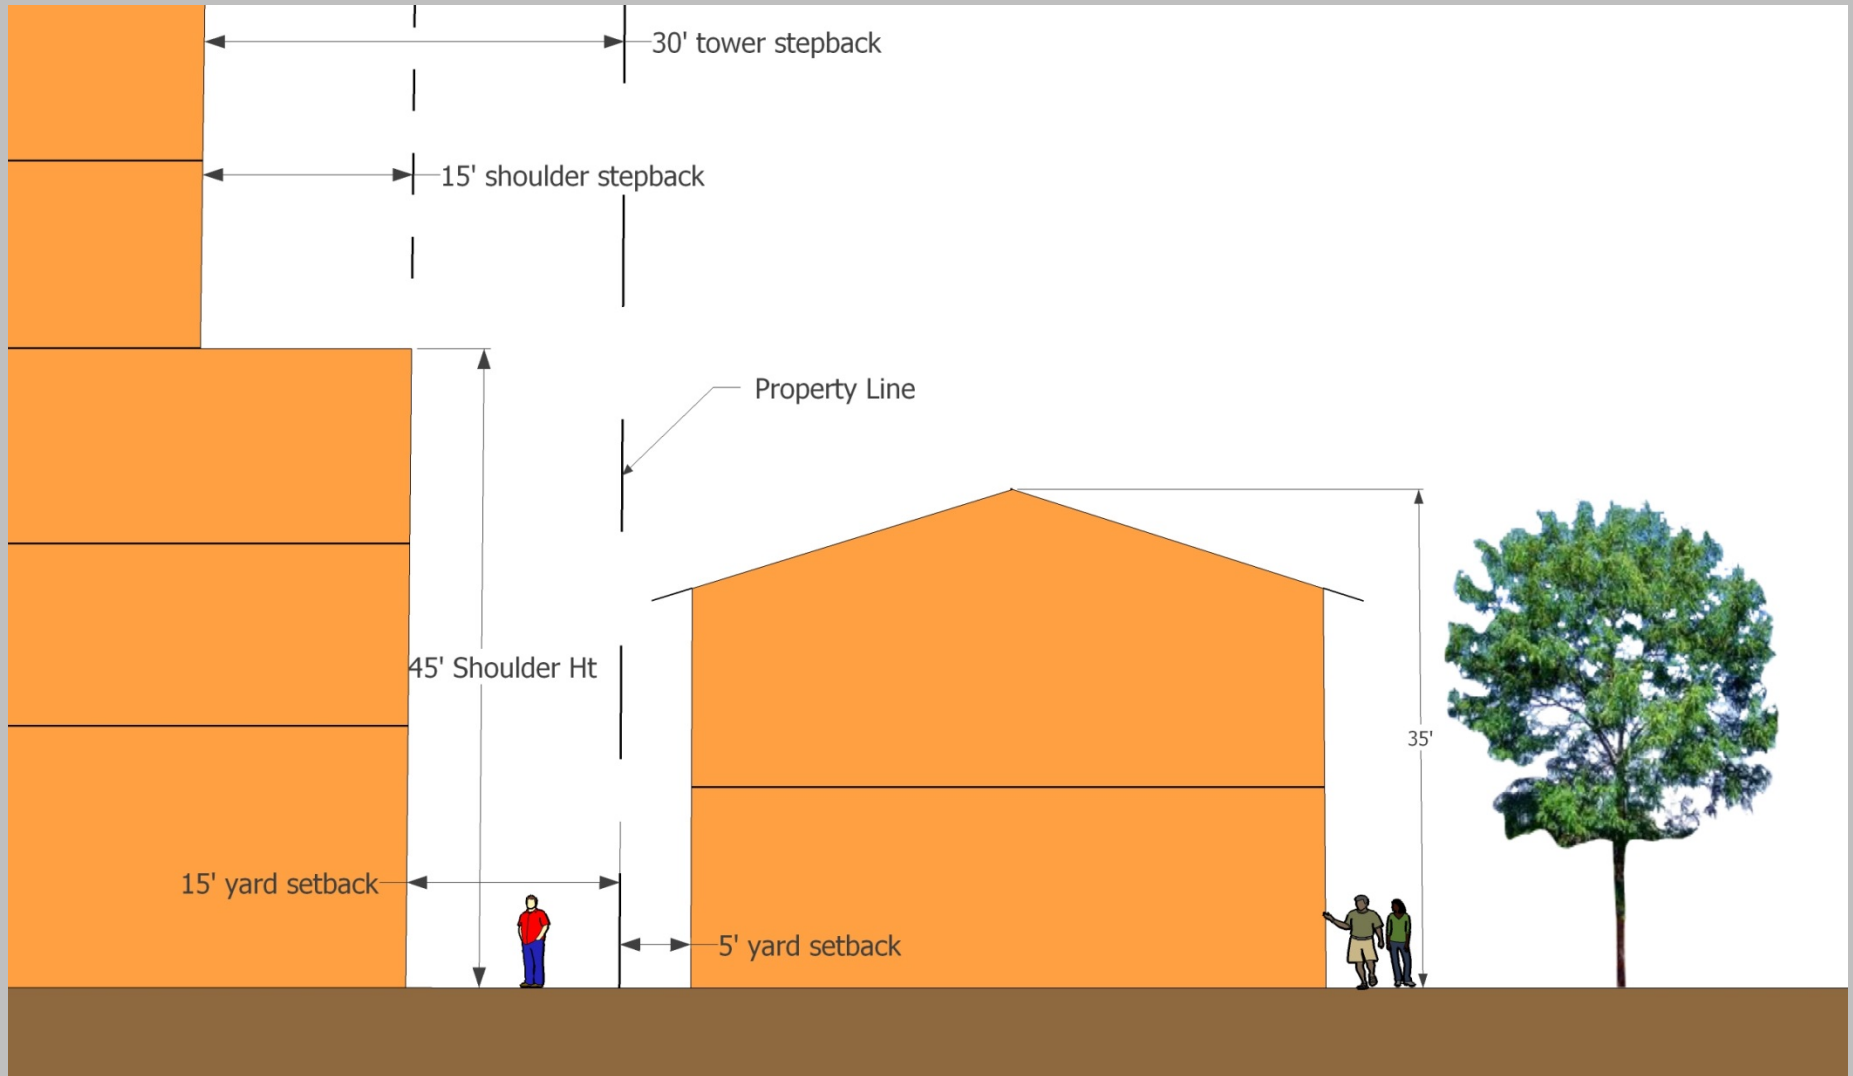 30' tower stepback
15' shoulder stepback
Property Line
45' Shoulder Ht
35'
15' yard setback
5' yard setback